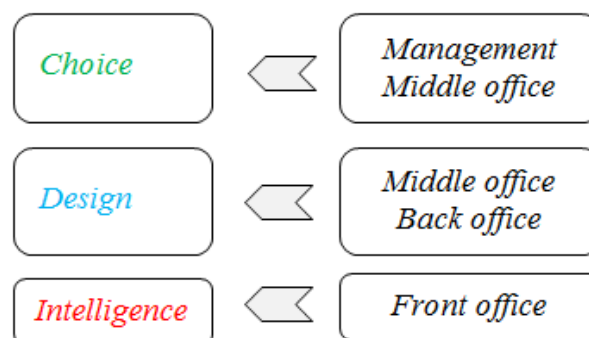 Choice
Management
Middle office
Design
Middle office
Back office
Intelligence
Front office